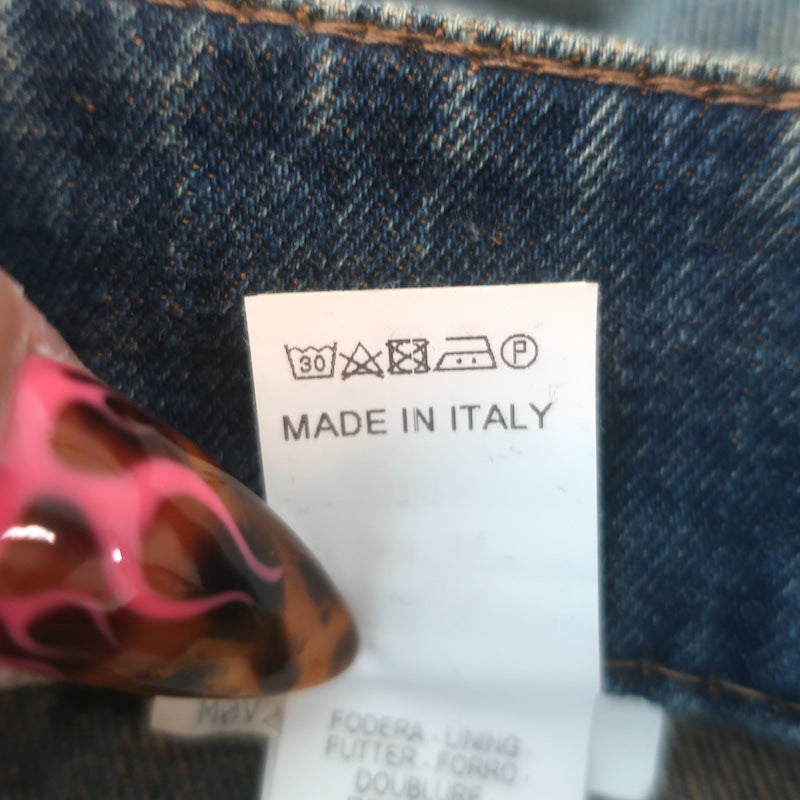 30 P
MADE IN ITALY
FODERA - LINING -
FUTTER - FORRO
DOUBLURE